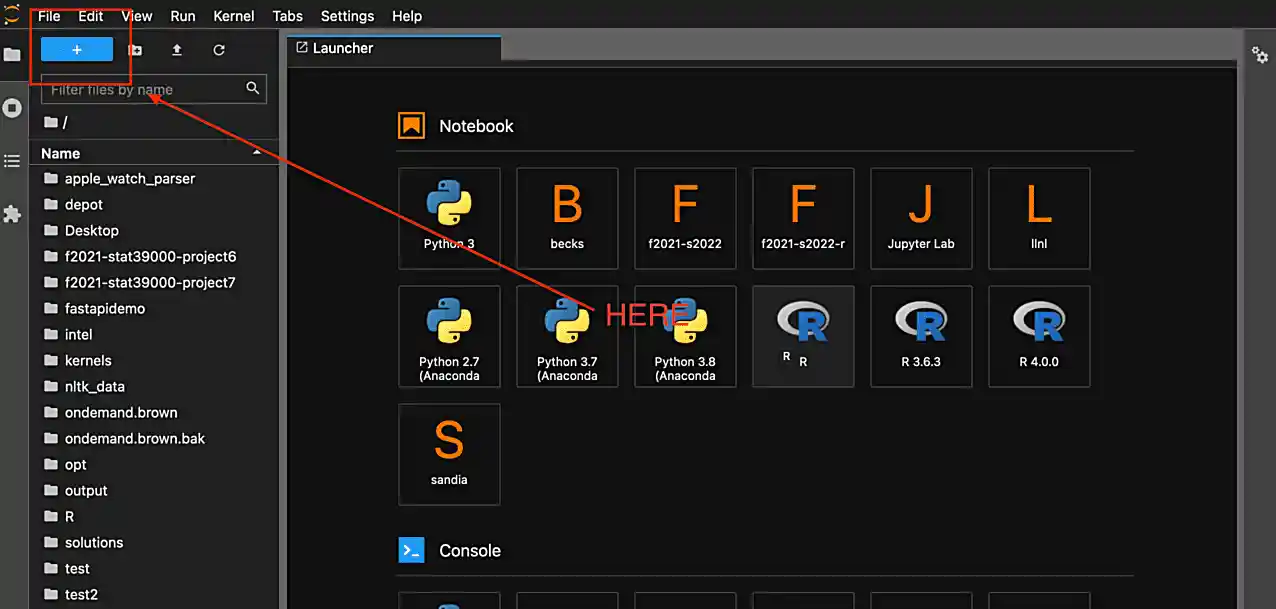 File Edit View Run Kernel Tabs Settings Help
+
Launcher
Filter files by name
/
Name
apple_watch_parser
depot
Desktop
f2021-stat39000-project6
f2021-stat39000-project7
fastapidemo
intel
kernels
nltk_data
ondemand.brown
ondemand.brown.bak
opt
output
R
solutions
test
test2
Notebook
Python 3
B
becks
F
f2021-s2022
F
f2021-s2022-r
J
Jupyter Lab
L
llnl
HERE
Python 2.7
(Anaconda
Python 3.7
(Anaconda
Python 3.8
(Anaconda
R
R R
R
R 3.6.3
R
R 4.0.0
S
sandia
Console